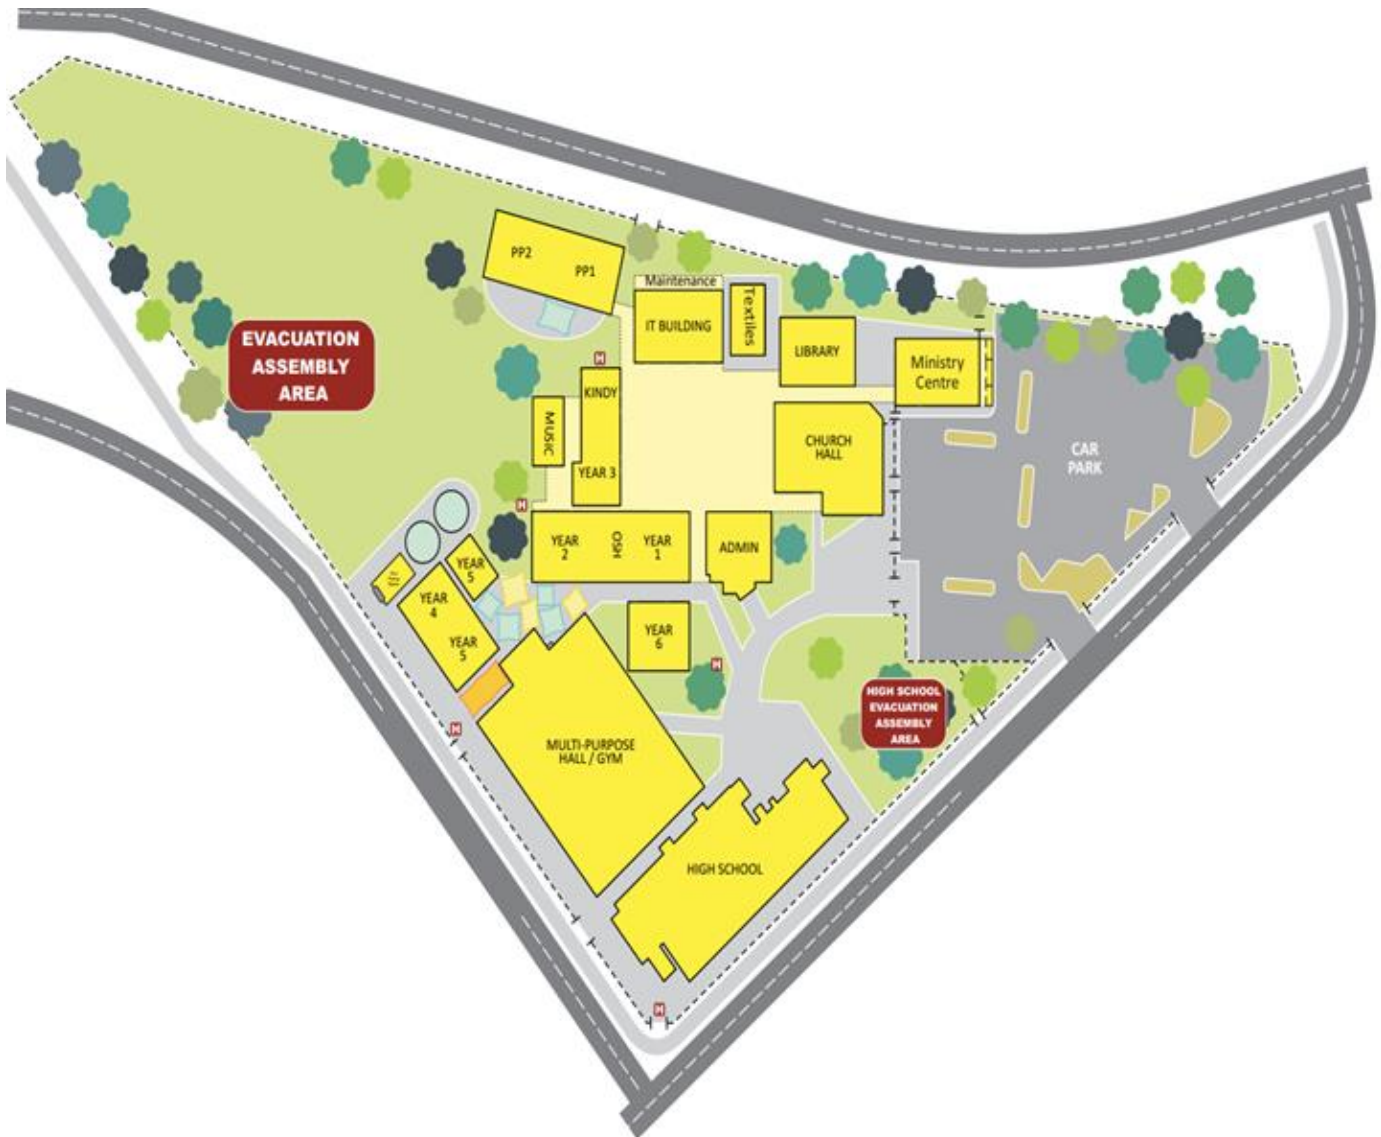 PP2
PP1
Maintenance
IT BUILDING
Textiles
LIBRARY
Ministry
Centre
EVACUATION
ASSEMBLY
AREA
H
KINDY
MUSIC
YEAR 3
CHURCH
HALL
CAR
PARK
H
YEAR
2
OSH
YEAR
1
ADMIN
YEAR
5
YEAR
4
YEAR
5
YEAR
6
H
HIGH SCHOOL
EVACUATION
ASSEMBLY
AREA
H
MULTI-PURPOSE
HALL / GYM
HIGH SCHOOL
H